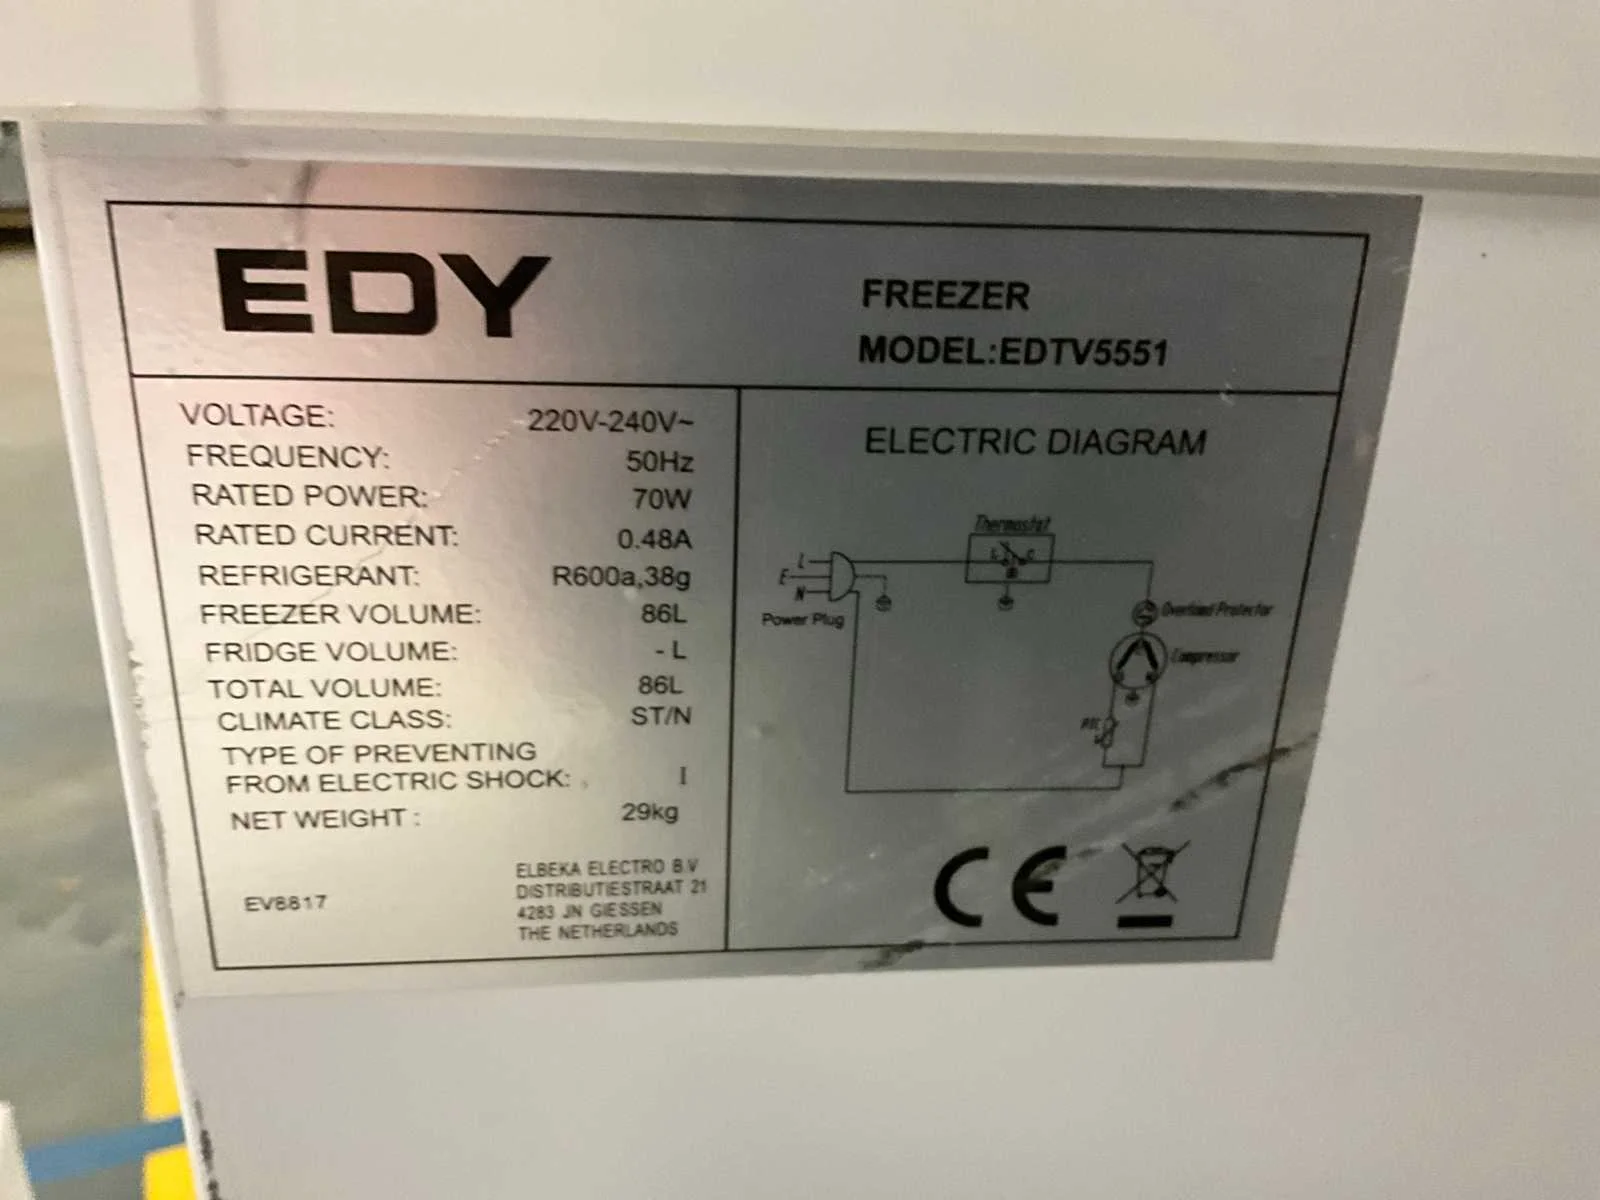 EDY
FREEZER
MODEL:EDTV5551
VOLTAGE: 220V-240V~
FREQUENCY: 50Hz
RATED POWER: 70W
RATED CURRENT: 0.48A
REFRIGERANT: R600a,38g
FREEZER VOLUME: 86L
FRIDGE VOLUME: - L
TOTAL VOLUME: 86L
CLIMATE CLASS: ST/N
TYPE OF PREVENTING
FROM ELECTRIC SHOCK: I
NET WEIGHT : 29kg
EV8817
ELBEKA ELECTRO B.V
DISTRIBUTIESTRAAT 21
4283 JN GIESSEN
THE NETHERLANDS
ELECTRIC DIAGRAM
Thermostat
L C
L
E
N
Power Plug
Overload Protector
Compressor
PTC
CE